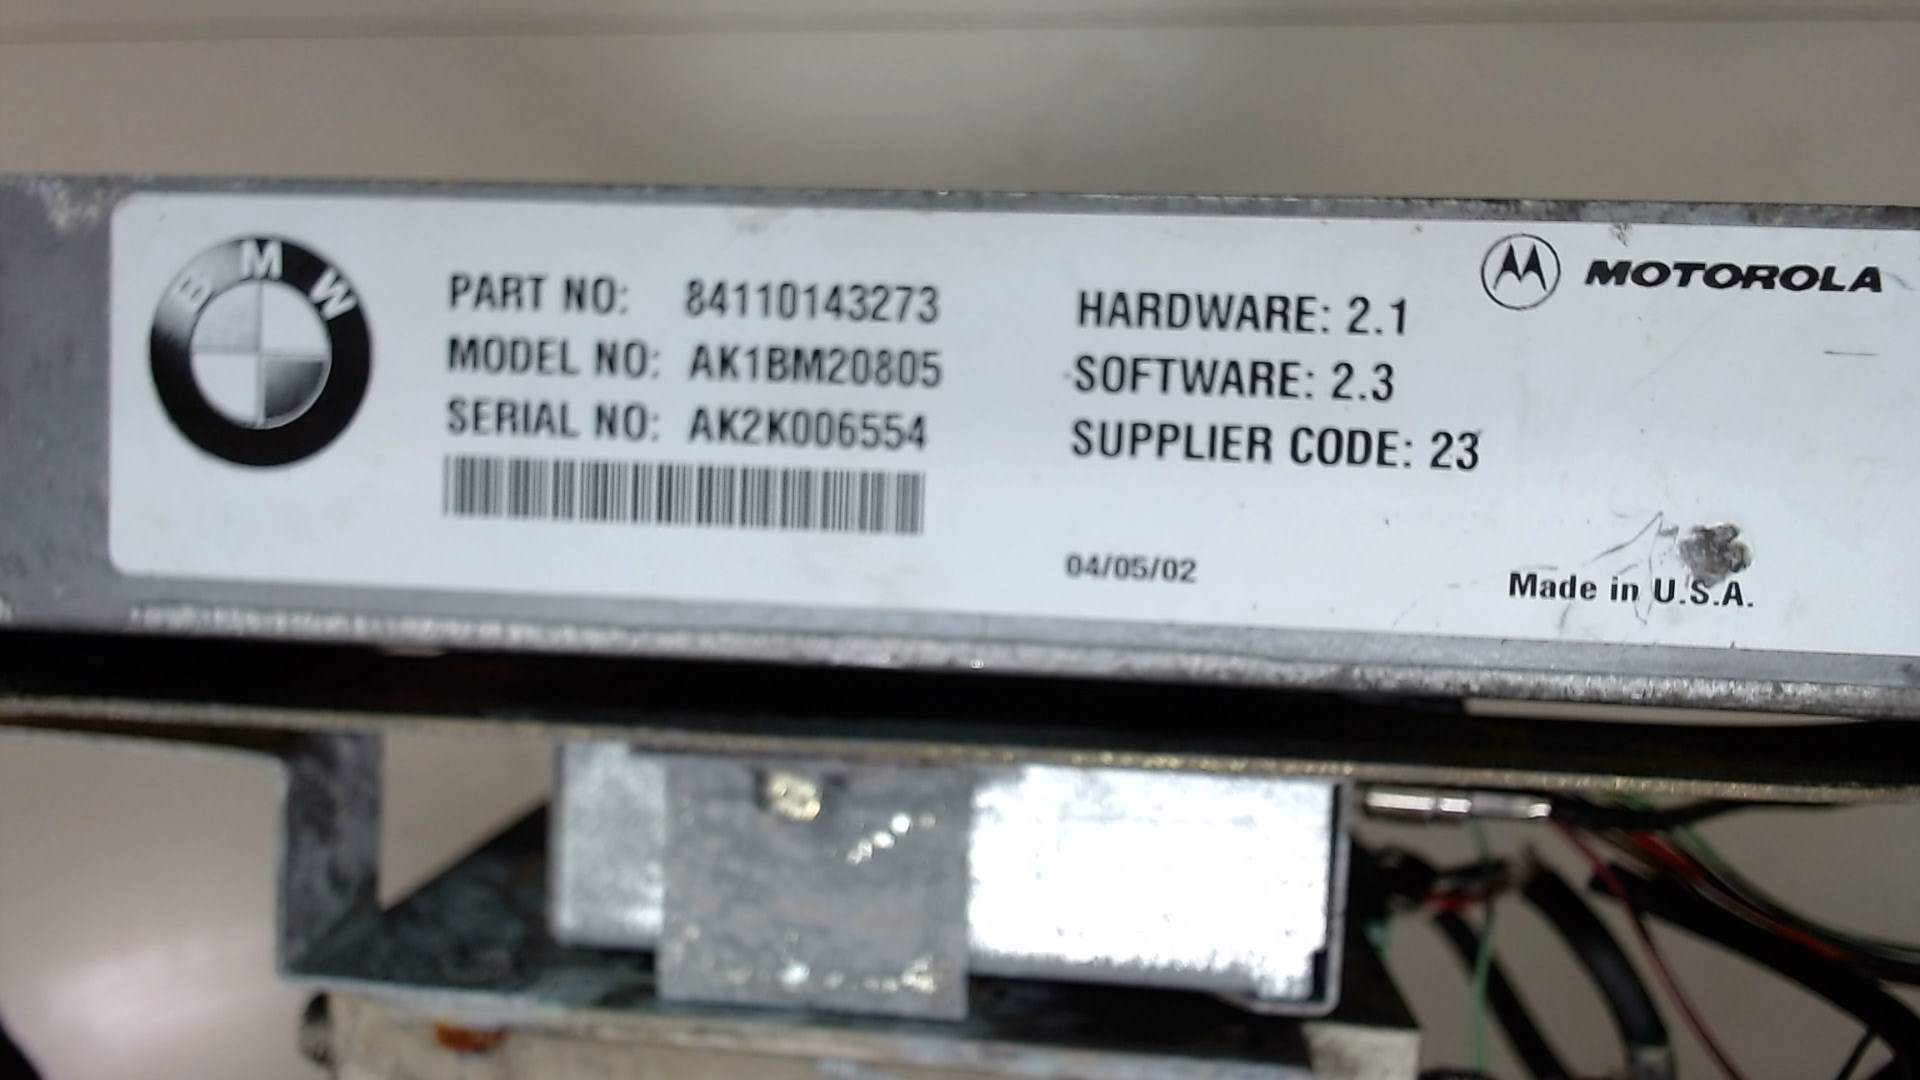 BMW
PART NO: 84110143273
MODEL NO: AK1BM20805
SERIAL NO: AK2K006554
HARDWARE: 2.1
SOFTWARE: 2.3
SUPPLIER CODE: 23
04/05/02
MOTOROLA
Made in U.S.A.